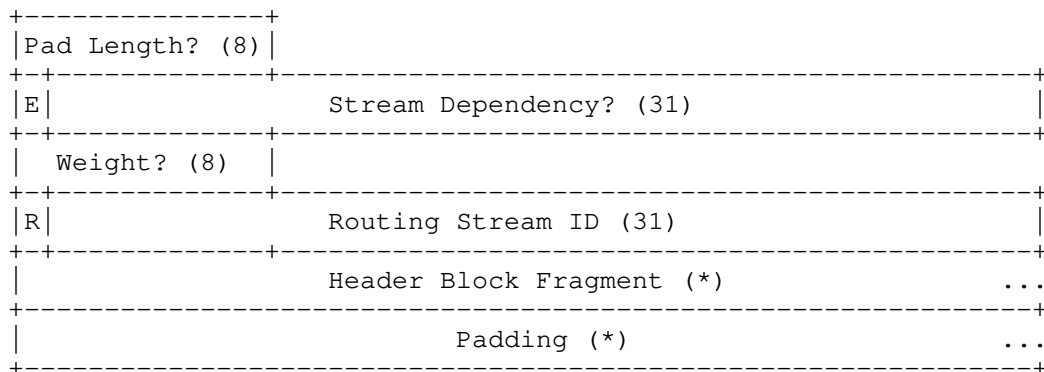 Pad Length? (8)
E Stream Dependency? (31)
Weight? (8)
R Routing Stream ID (31)
Header Block Fragment (*) ...
Padding (*) ...